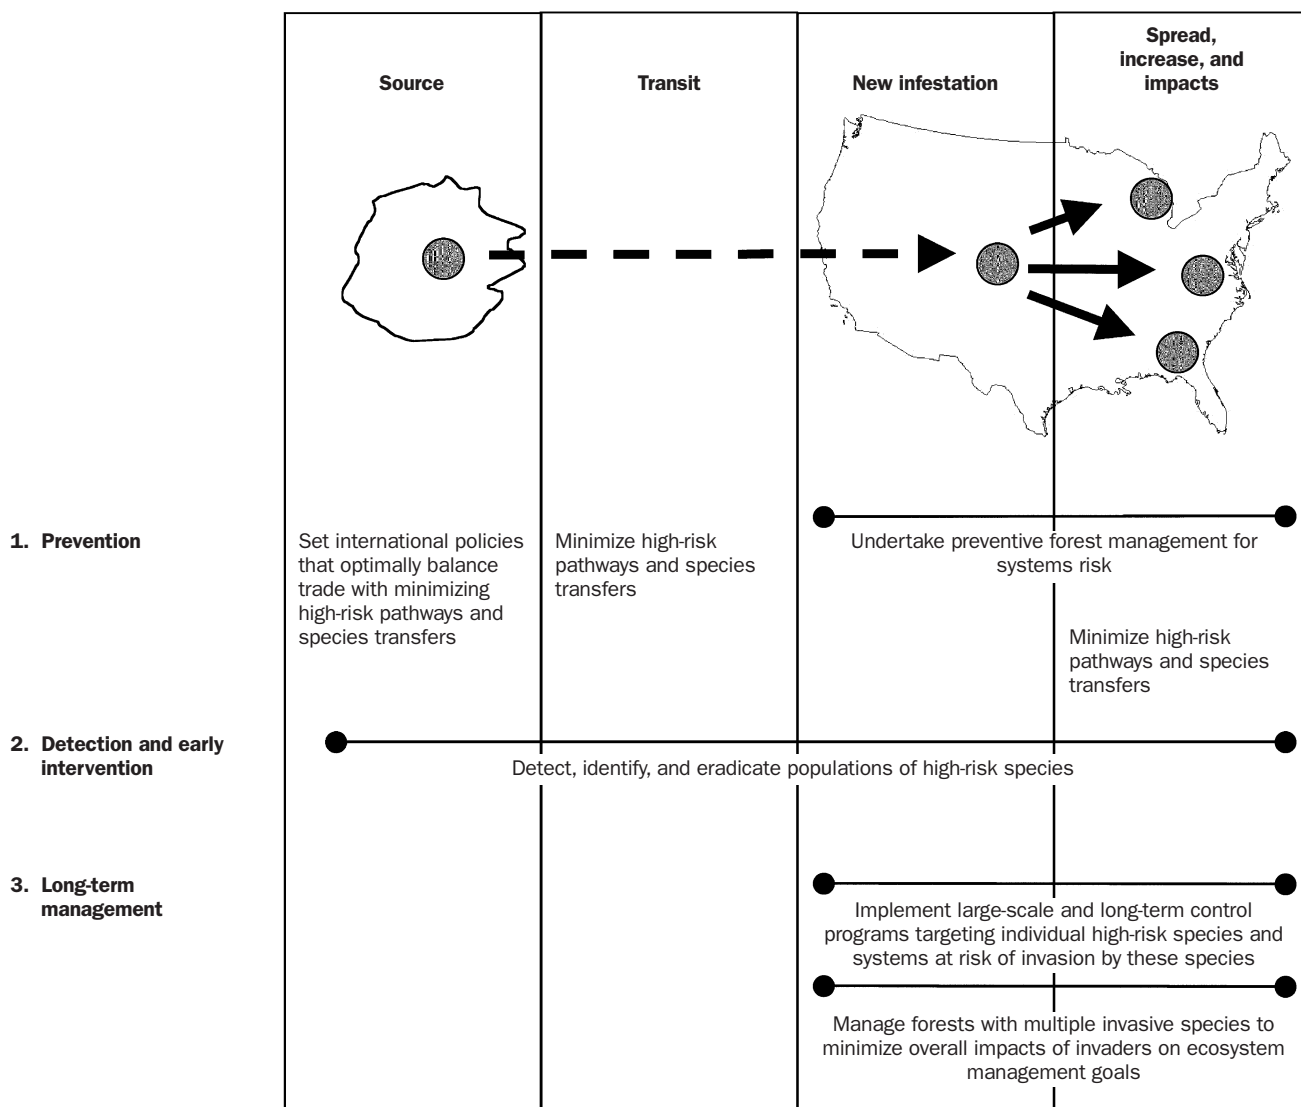 Source
Transit
New infestation
Spread,
increase, and
impacts
1. Prevention
Set international policies
that optimally balance
trade with minimizing
high-risk pathways and
species transfers
Minimize high-risk
pathways and species
transfers
Undertake preventive forest management for
systems risk
Minimize high-risk
pathways and species
transfers
2. Detection and early
intervention
Detect, identify, and eradicate populations of high-risk species
3. Long-term
management
Implement large-scale and long-term control
programs targeting individual high-risk species and
systems at risk of invasion by these species
Manage forests with multiple invasive species to
minimize overall impacts of invaders on ecosystem
management goals